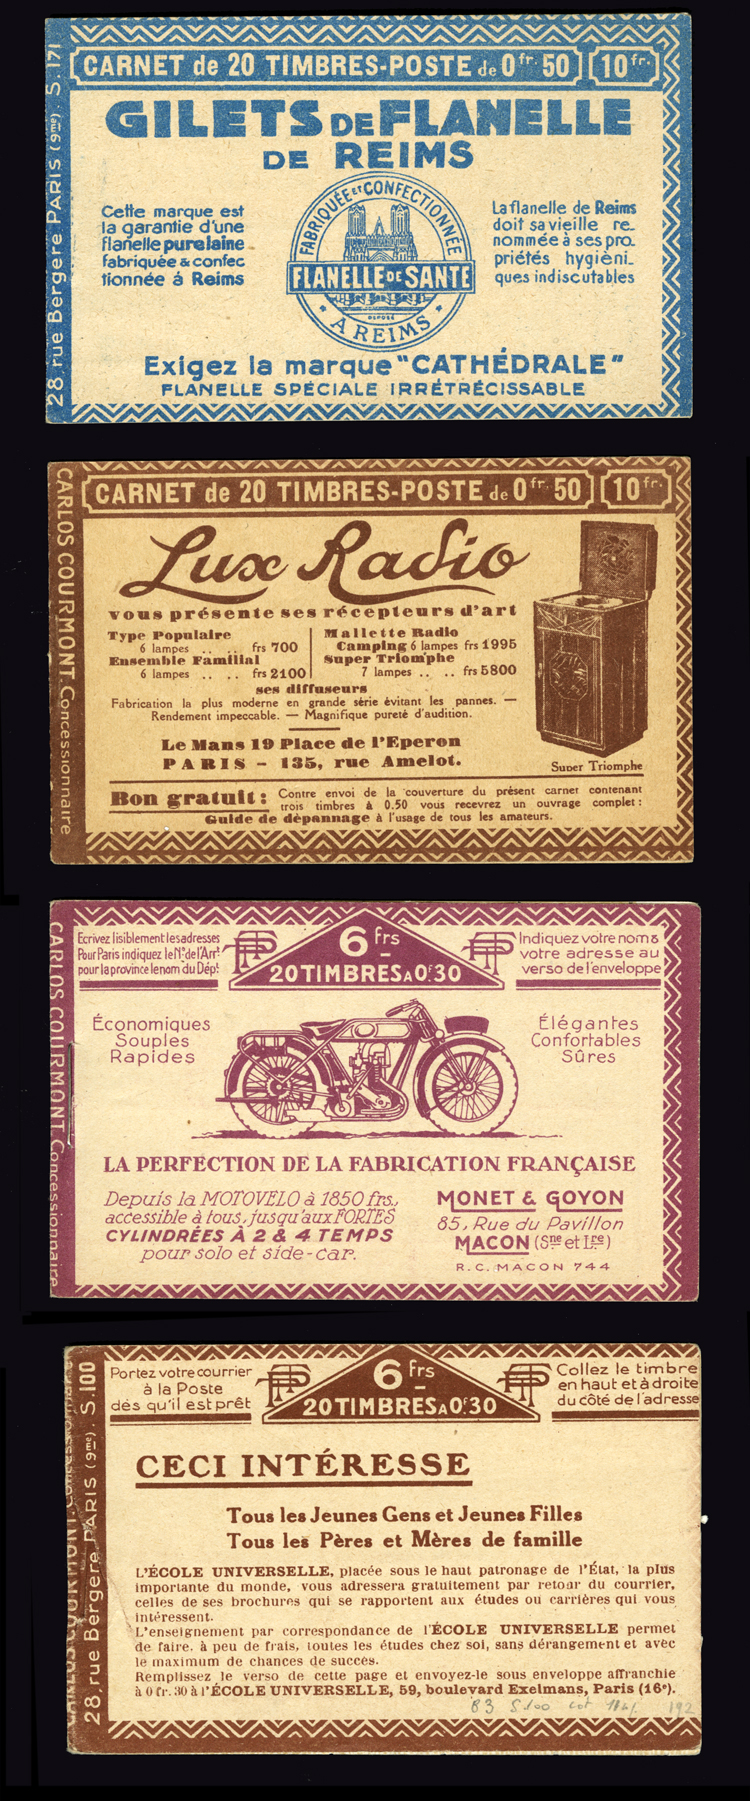 28. rue Bergère PARIS (9me). S. 171
CARNET de 20 TIMBRES-POSTE de 0fr. 50 10fr.
GILETS DE FLANELLE
DE REIMS
Cette marque est
la garantie d'une
flanelle pure laine
fabriquée & confec
tionnée à Reims
FABRIQUÉE ET CONFECTIONNÉE
FLANELLE DE SANTÉ
DEPOSÉ
A REIMS
La flanelle de Reims
doit sa vieille re_
nommée à ses pro_
priétés hygièni_
ques indiscutables
Exigez la marque "CATHÉDRALE"
FLANELLE SPÉCIALE IRRÉTRÉCISSABLE
CARLOS COURMONT. Concessionnaire
CARNET de 20 TIMBRES-POSTE de 0fr. 50 10fr.
Lux Radio
vous présente ses récepteurs d'art
Type Populaire
6 lampes .. .. frs 700
Ensemble Familial
6 lampes .. .. frs 2100
Mallette Radio
Camping 6 lampes frs 1995
Super Triomphe
7 lampes .. .. frs 5800
ses diffuseurs
Fabrication la plus moderne en grande série évitant les pannes. —
Rendement impeccable. — Magnifique pureté d'audition.
Le Mans 19 Place de l'Eperon
PARIS - 135, rue Amelot.
Super Triomphe
Bon gratuit : Contre envoi de la couverture du présent carnet contenant
trois timbres à 0.50 vous recevrez un ouvrage complet :
Guide de dépannage à l'usage de tous les amateurs.
CARLOS COURMONT. Concessionnaire
Ecrivez lisiblement les adresses
Pour Paris indiquez le No de l'Arrt
pour la province le nom du Dépt
PTT
6 frs
20 TIMBRES A 0f.30
PTT
Indiquez votre nom &
votre adresse au
verso de l'enveloppe
Économiques
Souples
Rapides
Élégantes
Confortables
Sûres
LA PERFECTION DE LA FABRICATION FRANÇAISE
Depuis la MOTOVELO à 1850 frs.,
accessible à tous, jusqu'aux FORTES
CYLINDRÉES À 2 & 4 TEMPS
pour solo et side-car.
MONET & GOYON
85, Rue du Pavillon
MACON (Sne et Lre)
R.C. MACON 744
CARLOS COURMONT. Concessionnaire
28, rue Bergère PARIS (9me). S. 100
Portez votre courrier
à la Poste
dès qu'il est prêt
PTT
6 frs
20 TIMBRES A 0f.30
PTT
Collez le timbre
en haut et à droite
du côté de l'adresse
CECI INTÉRESSE
Tous les Jeunes Gens et Jeunes Filles
Tous les Pères et Mères de famille
L'ÉCOLE UNIVERSELLE, placée sous le haut patronage de l'État, la plus
importante du monde, vous adressera gratuitement par retour du courrier,
celles de ses brochures qui se rapportent aux études ou carrières qui vous
intéressent.
L'enseignement par correspondance de l'ÉCOLE UNIVERSELLE permet
de faire, à peu de frais, toutes les études chez soi, sans dérangement et avec
le maximum de chances de succès.
Remplissez le verso de cette page et envoyez-le sous enveloppe affranchie
à 0 fr. 30 à l'ÉCOLE UNIVERSELLE, 59, boulevard Exelmans, Paris (16e).
B3 S.100 cot 192